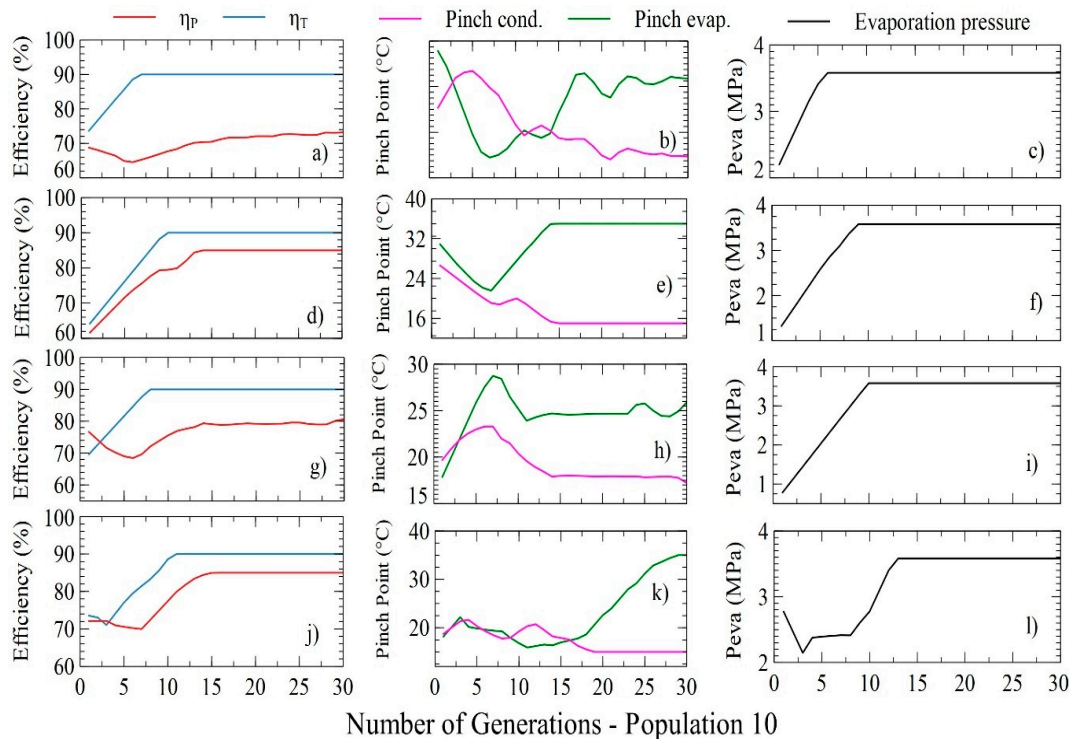 ηP ηT Pinch cond. Pinch evap. Evaporation pressure
Efficiency (%) 100 90 80 70 60 a)
Pinch Point (°C) b)
Peva (MPa) 4 2 c)
Efficiency (%) 100 90 80 70 60 d)
Pinch Point (°C) 40 32 24 16 e)
Peva (MPa) 4 3 2 1 f)
Efficiency (%) 100 90 80 70 60 g)
Pinch Point (°C) 30 25 20 15 h)
Peva (MPa) 4 3 2 1 i)
Efficiency (%) 100 90 80 70 60 j)
Pinch Point (°C) 40 20 k)
Peva (MPa) 4 3 2 l)
0 5 10 15 20 25 30 0 5 10 15 20 25 30 0 5 10 15 20 25 30
Number of Generations - Population 10